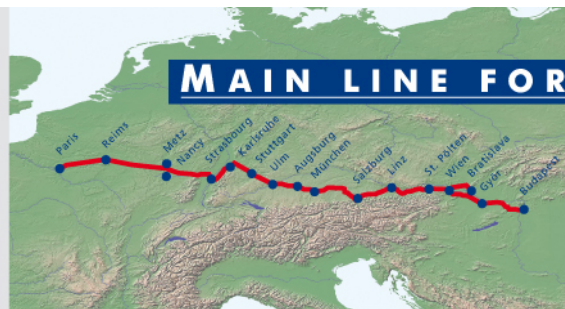 MAIN LINE FOR
Paris
Reims
Metz
Nancy
Strasbourg
Karlsruhe
Stuttgart
Ulm
Augsburg
München
Salzburg
Linz
St. Pölten
Wien
Bratislava
Györ
Budapest